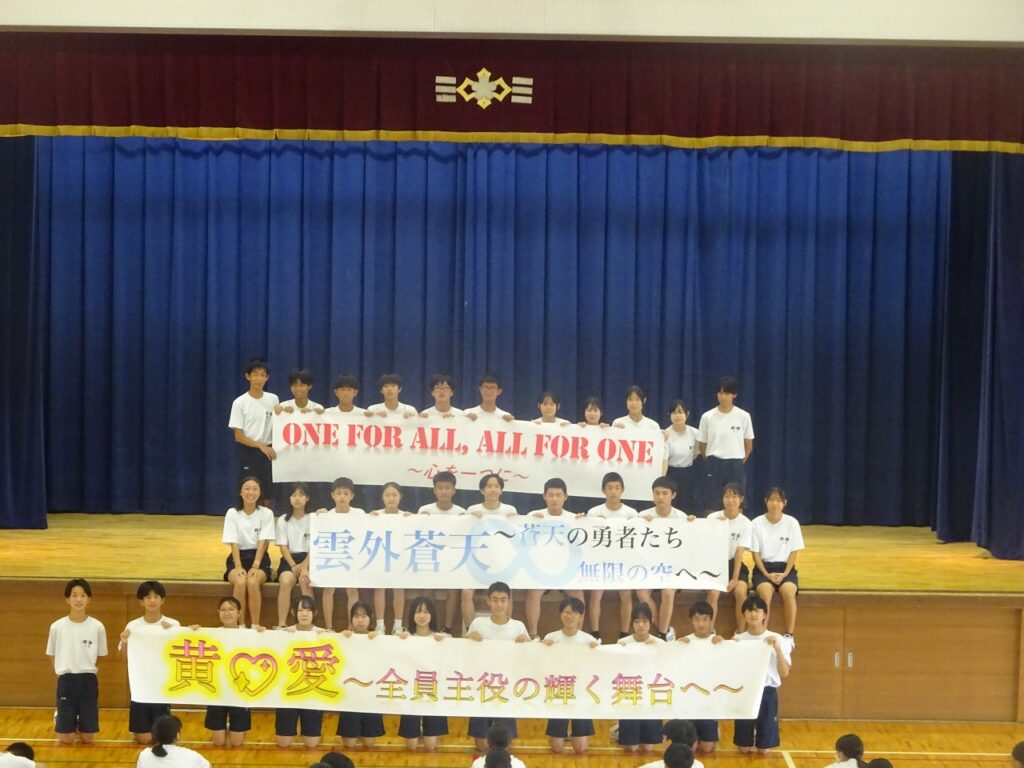 ONE FOR ALL, ALL FOR ONE
～心を一つに～
雲外蒼天∞～蒼天の勇者たち
無限の空へ～
黄♡愛～全員主役の輝く舞台へ～